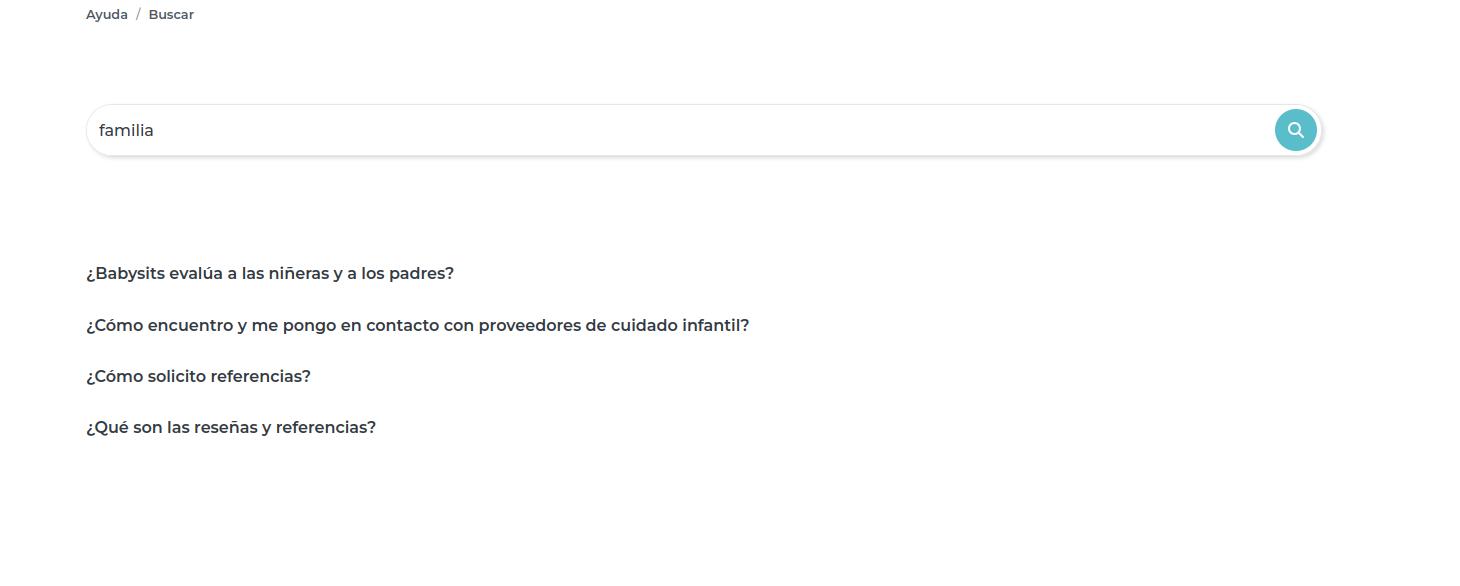 Ayuda / Buscar
familia
¿Babysits evalúa a las niñeras y a los padres?
¿Cómo encuentro y me pongo en contacto con proveedores de cuidado infantil?
¿Cómo solicito referencias?
¿Qué son las reseñas y referencias?